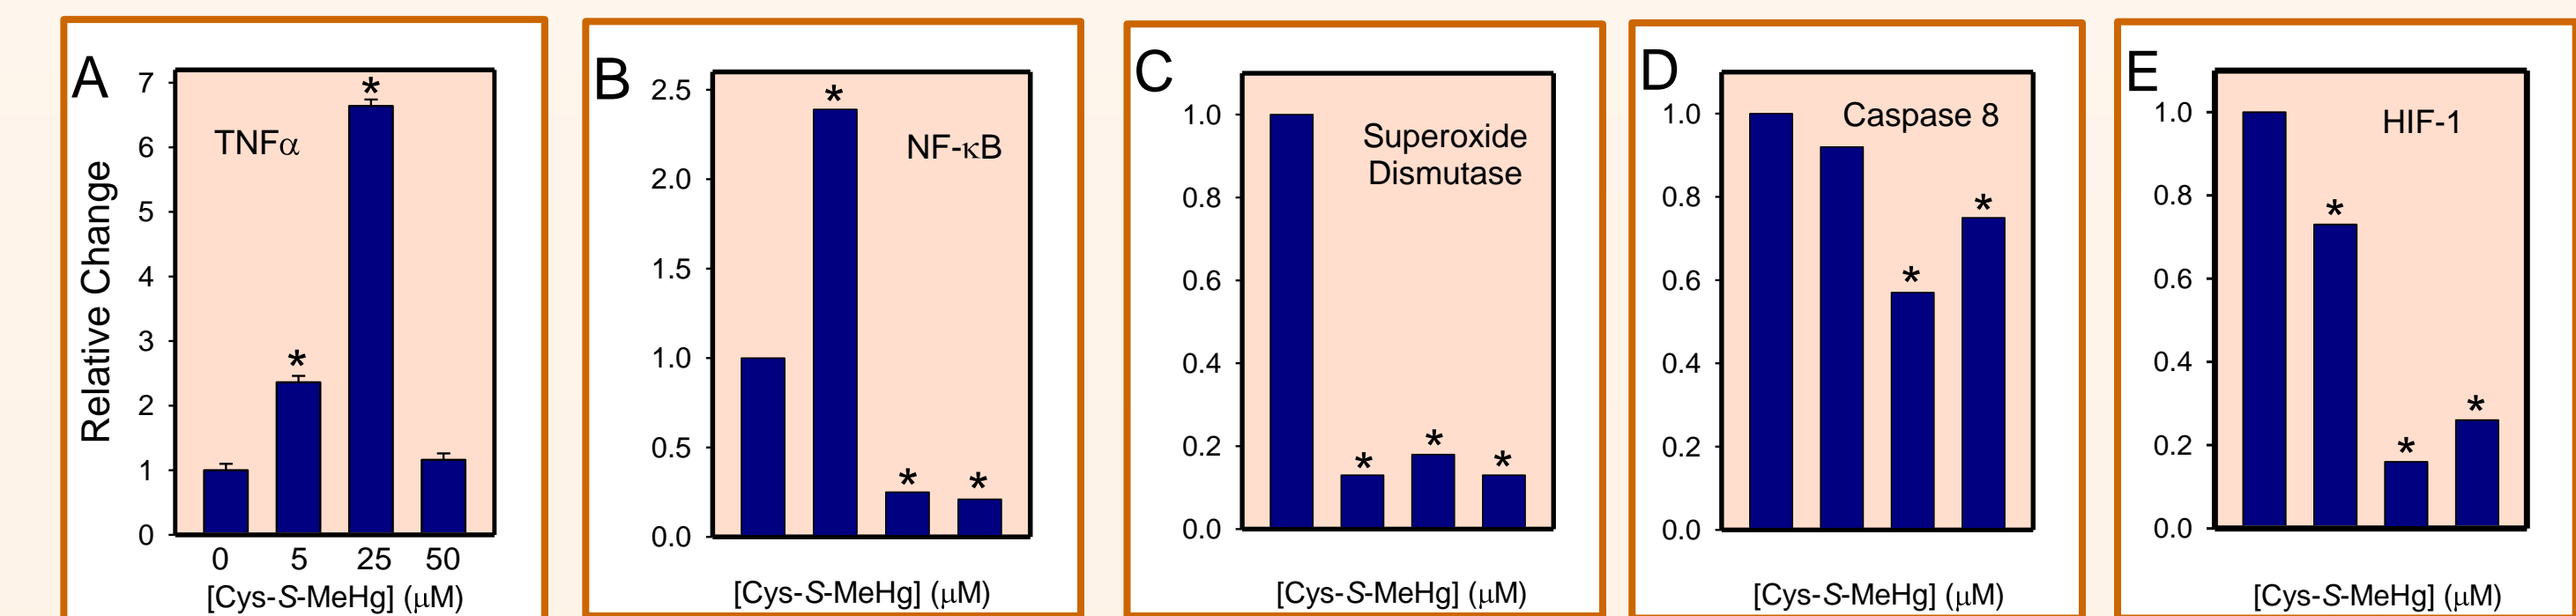 A
Relative Change
7
6
5
4
3
2
1
0
TNFα
*
*
0 5 25 50
[Cys-S-MeHg] (μM)
B
2.5
2.0
1.5
1.0
0.5
0.0
NF-κB
*
*
*
[Cys-S-MeHg] (μM)
C
1.0
0.8
0.6
0.4
0.2
0.0
Superoxide
Dismutase
*
*
*
[Cys-S-MeHg] (μM)
D
1.0
0.8
0.6
0.4
0.2
0.0
Caspase 8
*
*
[Cys-S-MeHg] (μM)
E
1.0
0.8
0.6
0.4
0.2
0.0
HIF-1
*
*
*
[Cys-S-MeHg] (μM)